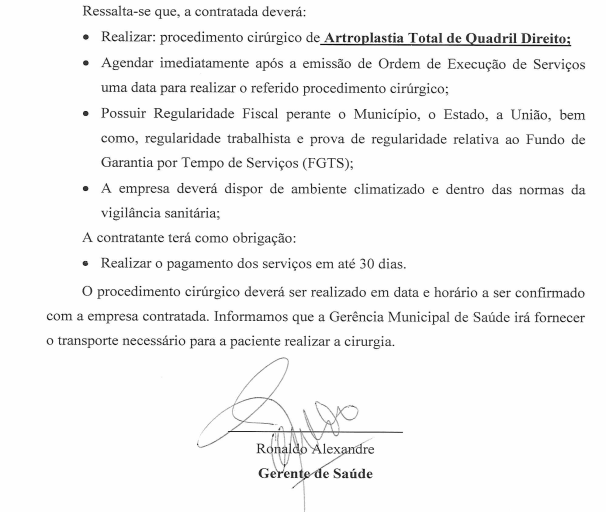 Ressalta-se que, a contratada deverá:
• Realizar: procedimento cirúrgico de Artroplastia Total de Quadril Direito;
• Agendar imediatamente após a emissão de Ordem de Execução de Serviços
uma data para realizar o referido procedimento cirúrgico;
• Possuir Regularidade Fiscal perante o Município, o Estado, a União, bem
como, regularidade trabalhista e prova de regularidade relativa ao Fundo de
Garantia por Tempo de Serviços (FGTS);
• A empresa deverá dispor de ambiente climatizado e dentro das normas da
vigilância sanitária;
A contratante terá como obrigação:
• Realizar o pagamento dos serviços em até 30 dias.
O procedimento cirúrgico deverá ser realizado em data e horário a ser confirmado
com a empresa contratada. Informamos que a Gerência Municipal de Saúde irá fornecer
o transporte necessário para a paciente realizar a cirurgia.
Ronaldo Alexandre
Gerente de Saúde